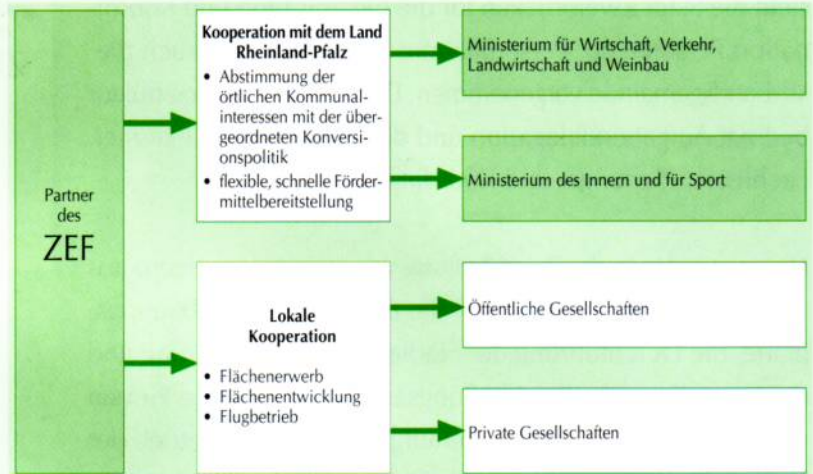 Partner
des
ZEF
Kooperation mit dem Land
Rheinland-Pfalz
• Abstimmung der
örtlichen Kommunal-
interessen mit der über-
geordneten Konversi-
onspolitik
• flexible, schnelle Förder-
mittelbereitstellung
Ministerium für Wirtschaft, Verkehr,
Landwirtschaft und Weinbau
Ministerium des Innern und für Sport
Lokale
Kooperation
• Flächenerwerb
• Flächenentwicklung
• Flugbetrieb
Öffentliche Gesellschaften
Private Gesellschaften